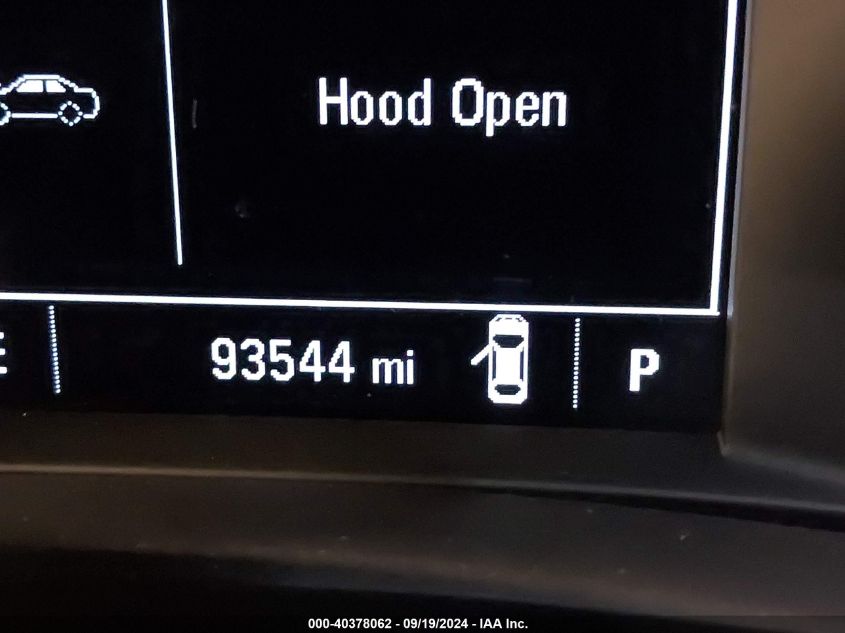 Hood Open
E
93544 mi
P
000-40378062 - 09/19/2024 - IAA Inc.